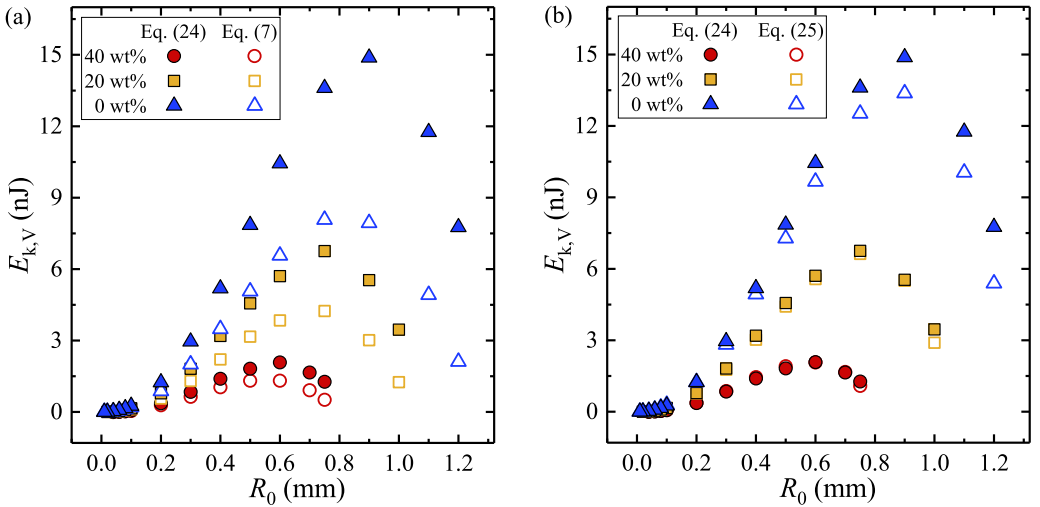 (a)
Eq. (24) Eq. (7)
40 wt%
20 wt%
0 wt%
15
12
9
6
3
0
E_k,V (nJ)
0.0 0.2 0.4 0.6 0.8 1.0 1.2
R_0 (mm)
(b)
Eq. (24) Eq. (25)
40 wt%
20 wt%
0 wt%
15
12
9
6
3
0
E_k,V (nJ)
0.0 0.2 0.4 0.6 0.8 1.0 1.2
R_0 (mm)